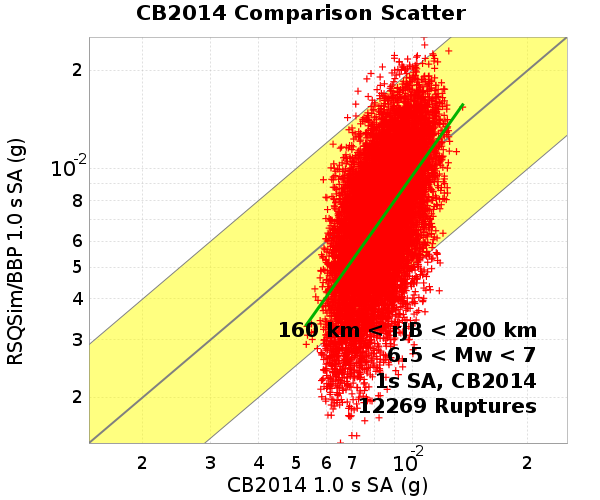 CB2014 Comparison Scatter
RSQSim/BBP 1.0 s SA (g)
2
10-2
8
6
5
4
3
2
160 km < rJB < 200 km
6.5 < Mw < 7
1s SA, CB2014
12269 Ruptures
2 3 4 5 6 7 10-2 2
CB2014 1.0 s SA (g)